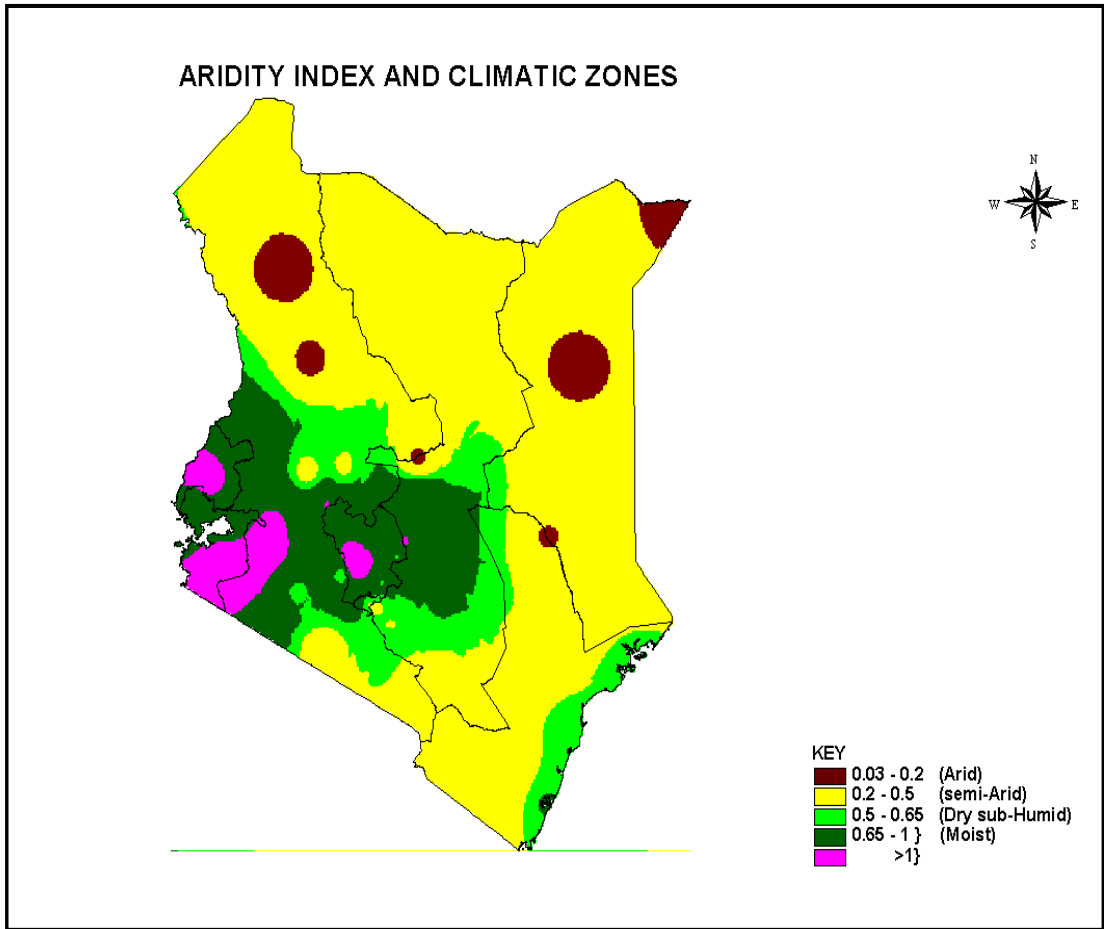 ARIDITY INDEX AND CLIMATIC ZONES
N
W E
S
KEY
0.03 - 0.2 (Arid)
0.2 - 0.5 (semi-Arid)
0.5 - 0.65 (Dry sub-Humid)
0.65 - 1 } (Moist)
>1}